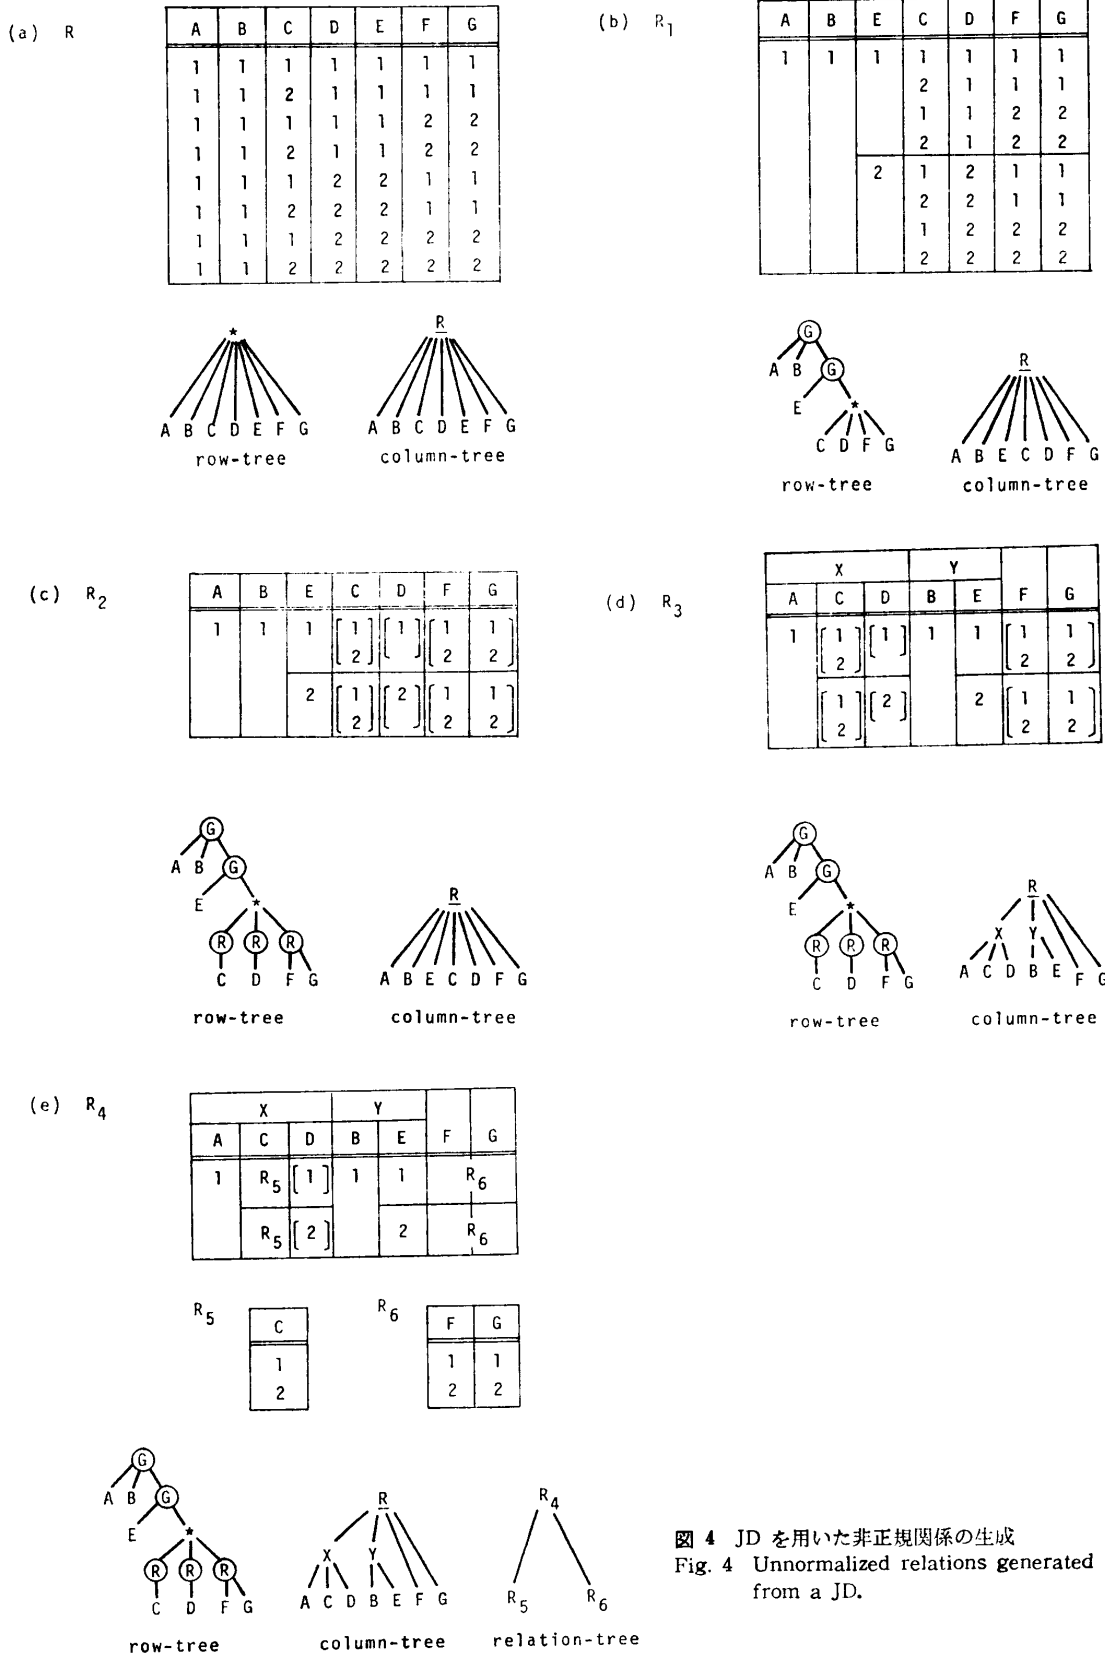 (a) R
A B C D E F G
1 1 1 1 1 1 1
1 1 2 1 1 1 1
1 1 1 1 1 2 2
1 1 2 1 1 2 2
1 1 1 2 2 1 1
1 1 2 2 2 1 1
1 1 1 2 2 2 2
1 1 2 2 2 2 2
*
A B C D E F G
row-tree
R
A B C D E F G
column-tree
(b) R1
A B E C D F G
1 1 1 1 1 1 1
2 1 1 1
1 1 2 2
2 1 2 2
2 1 2 1 1
2 2 1 1
1 2 2 2
2 2 2 2
G
A B G
E *
C D F G
row-tree
R
A B E C D F G
column-tree
(c) R2
A B E C D F G
1 1 1 [1 [1] [1 1
2] 2 2]
2 [1 [2] [1 1
2] 2 2]
G
A B G
E *
R R R
C D F G
row-tree
R
A B E C D F G
column-tree
(d) R3
X Y
A C D B E F G
1 [1 [1] 1 1 [1 1
2] 2 2]
[1 [2] 2 [1 1
2] 2 2]
G
A B G
E *
R R R
C D F G
row-tree
R
X Y
A C D B E F G
column-tree
(e) R4
X Y
A C D B E F G
1 R5 [1] 1 1 R6
R5 [2] 2 R6
R5
C
1
2
R6
F G
1 1
2 2
G
A B G
E *
R R R
C D F G
row-tree
R
X Y
A C D B E F G
column-tree
R4
R5 R6
relation-tree
図 4 JD を用いた非正規関係の生成
Fig. 4 Unnormalized relations generated
from a JD.